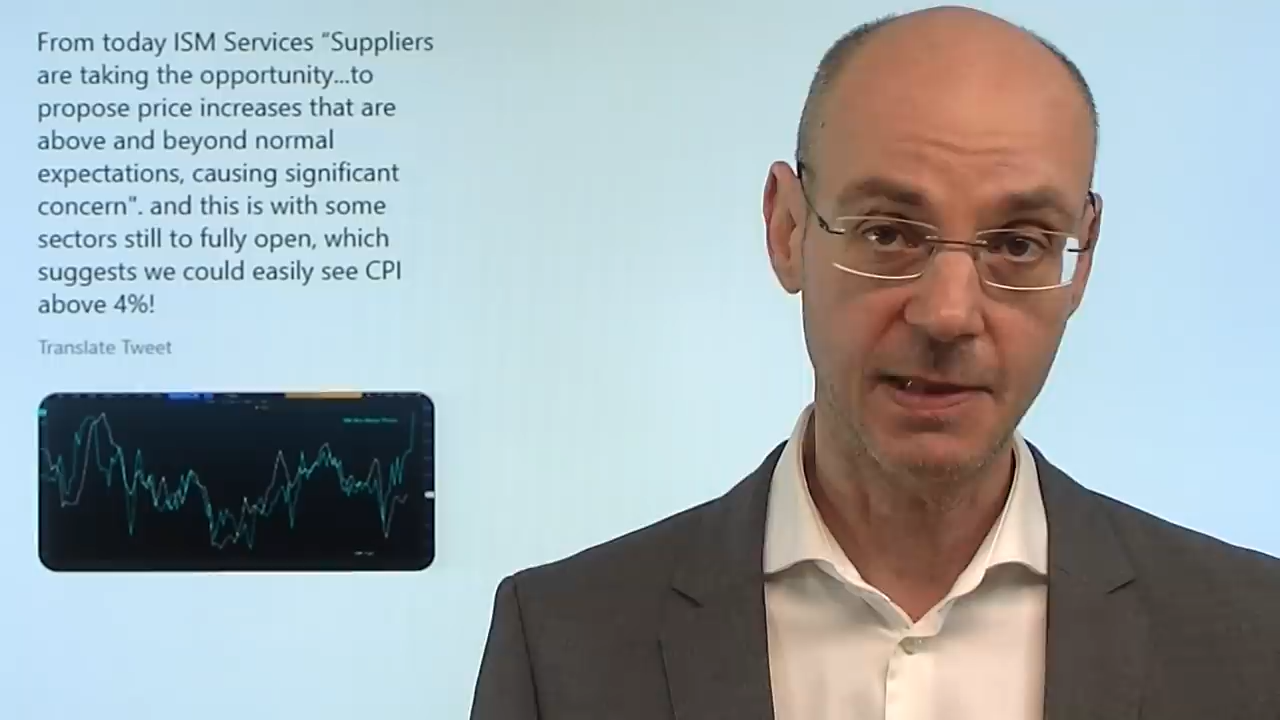 From today ISM Services “Suppliers
are taking the opportunity...to
propose price increases that are
above and beyond normal
expectations, causing significant
concern". and this is with some
sectors still to fully open, which
suggests we could easily see CPI
above 4%!
Translate Tweet